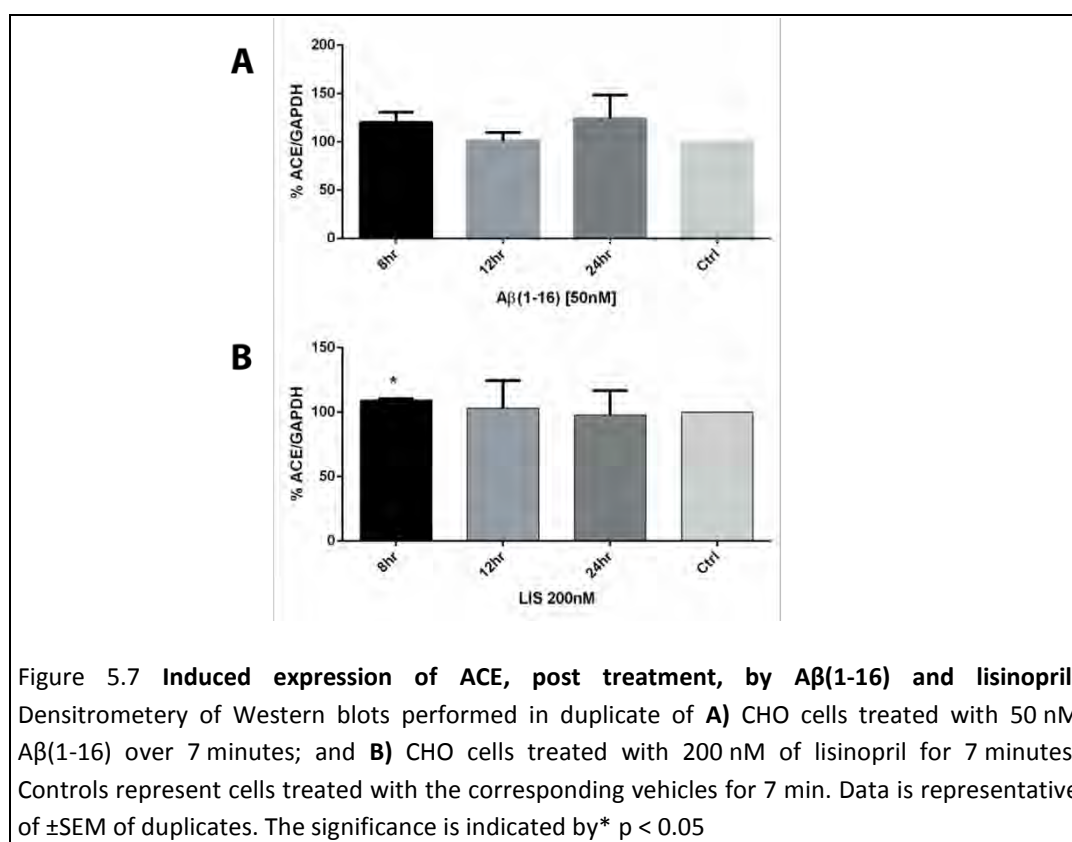 A
200
150
100
50
0
% ACE/GAPDH
8hr
12hr
24hr
Ctrl
Aβ(1-16) [50nM]
B
150
100
50
0
% ACE/GAPDH
*
8hr
12hr
24hr
Ctrl
LIS 200nM
Figure 5.7 Induced expression of ACE, post treatment, by Aβ(1-16) and lisinopril
Densitrometery of Western blots performed in duplicate of A) CHO cells treated with 50 nM
Aβ(1-16) over 7 minutes; and B) CHO cells treated with 200 nM of lisinopril for 7 minutes
Controls represent cells treated with the corresponding vehicles for 7 min. Data is representative
of ±SEM of duplicates. The significance is indicated by* p < 0.05